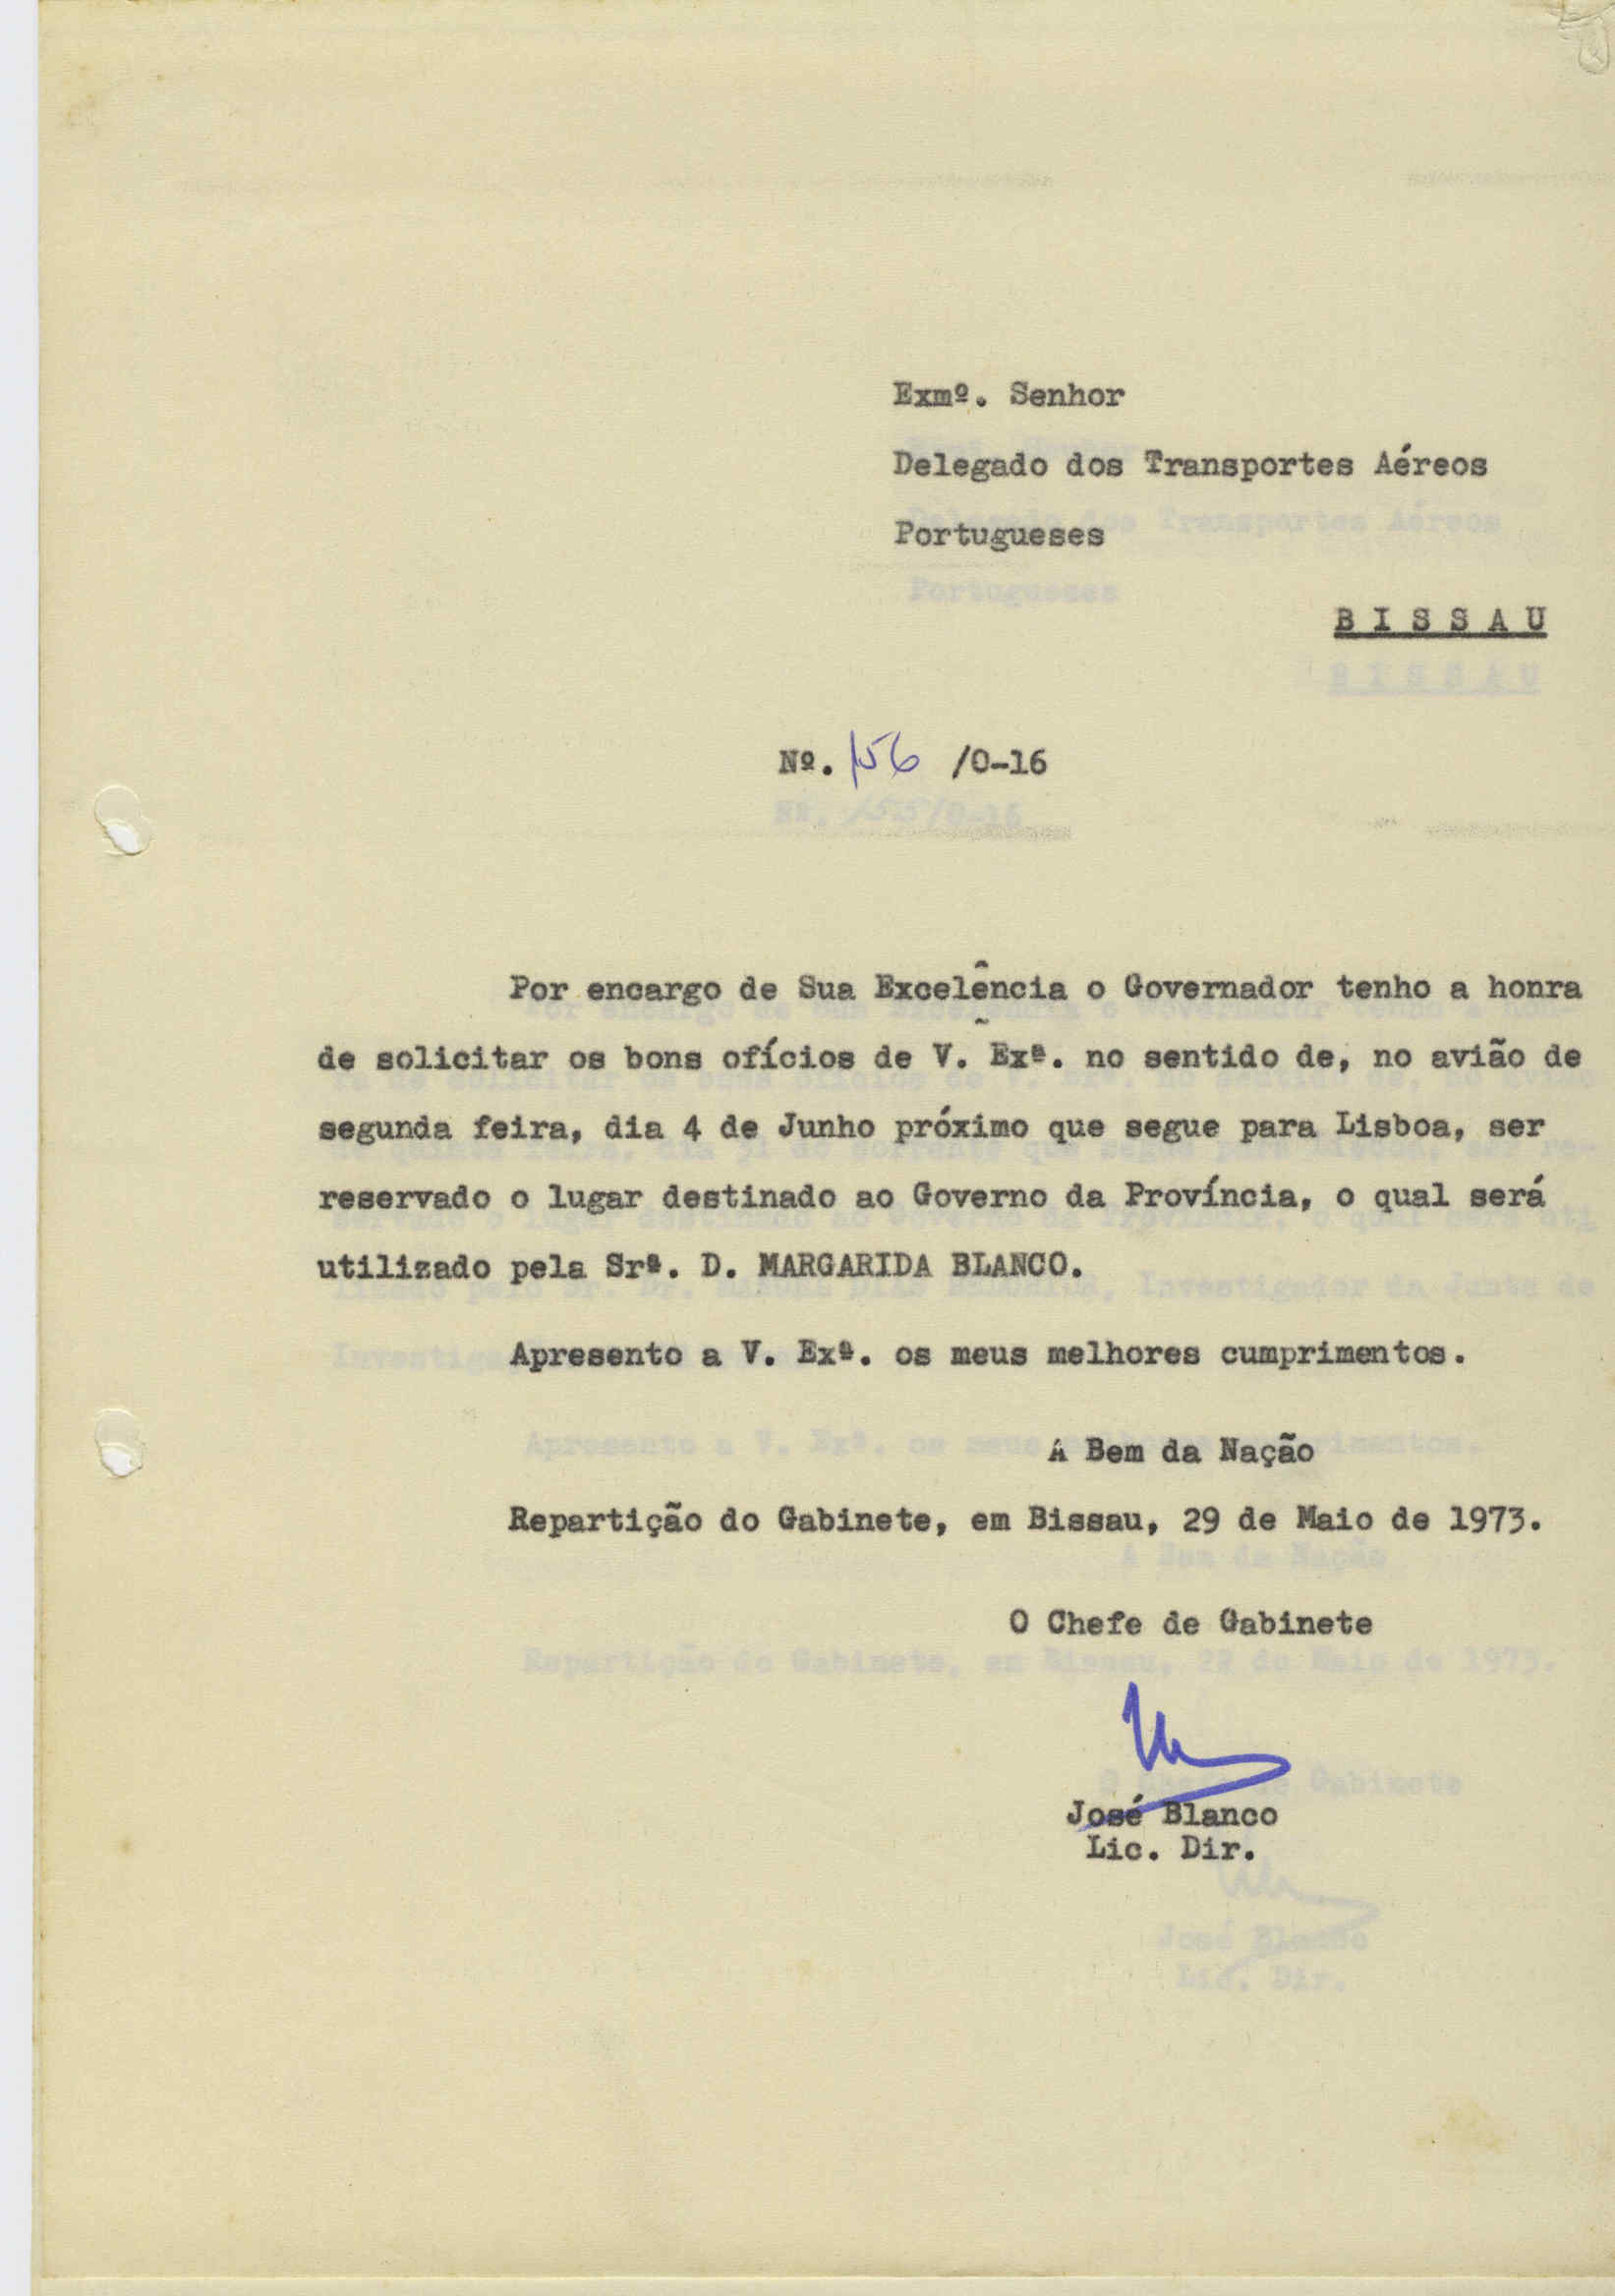 Exmº. Senhor
Delegado dos Transportes Aéreos
Portugueses
B I S S A U
Nº. 156 /0-16
Por encargo de Sua Excelência o Governador tenho a honra
de solicitar os bons ofícios de V. Exª. no sentido de, no avião de
segunda feira, dia 4 de Junho próximo que segue para Lisboa, ser
reservado o lugar destinado ao Governo da Província, o qual será
utilizado pela Srª. D. MARGARIDA BLANCO.
Apresento a V. Exª. os meus melhores cumprimentos.
A Bem da Nação
Repartição do Gabinete, em Bissau, 29 de Maio de 1973.
O Chefe de Gabinete
José Blanco
Lic. Dir.